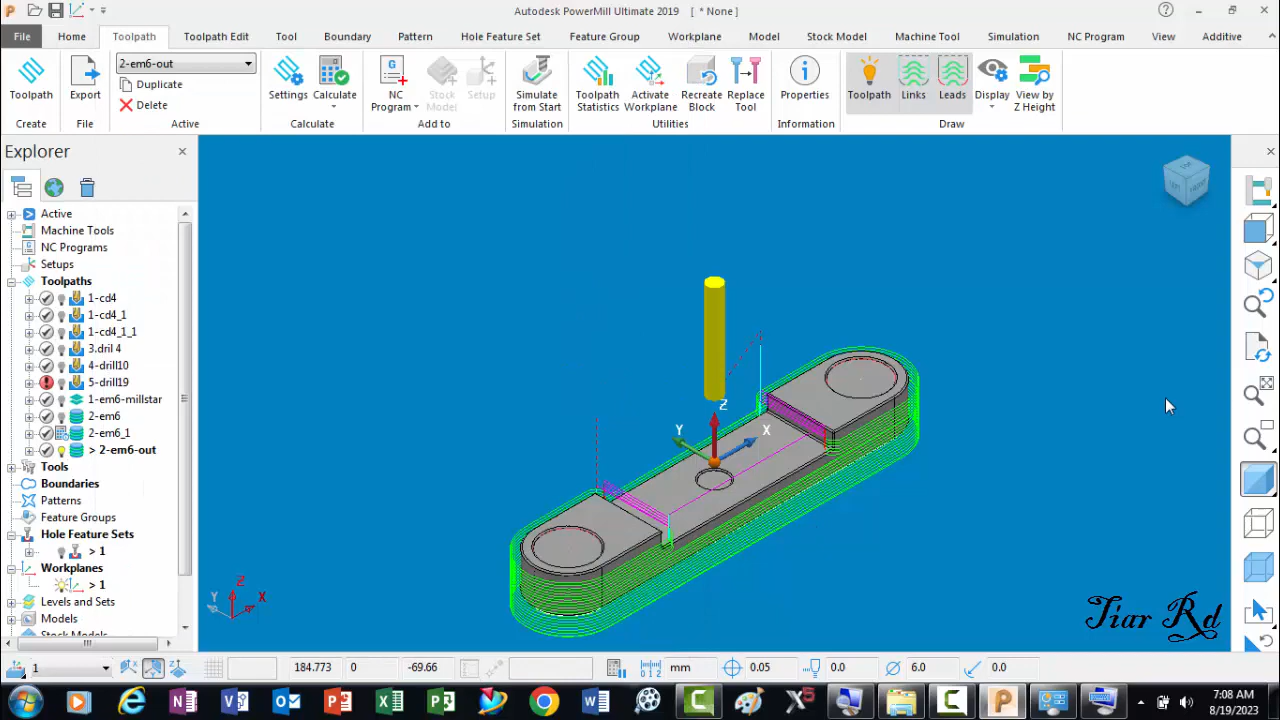 Autodesk PowerMill Ultimate 2019 [ * None ]
File Home Toolpath Toolpath Edit Tool Boundary Pattern Hole Feature Set Feature Group Workplane Model Stock Model Machine Tool Simulation NC Program View Additive
2-em6-out
Duplicate
Delete
Toolpath
Export
Settings
Calculate
NC
Program
Stock
Model
Setup
Simulate
from Start
Toolpath
Statistics
Activate
Workplane
Recreate
Block
Replace
Tool
Properties
Toolpath
Links
Leads
Display
View by
Z Height
Create File Active Calculate Add to Simulation Utilities Information Draw
Explorer
Active
Machine Tools
NC Programs
Setups
Toolpaths
1-cd4
1-cd4_1
1-cd4_1_1
3.dril 4
4-drill10
5-drill19
1-em6-millstar
2-em6
2-em6_1
> 2-em6-out
Tools
Boundaries
Patterns
Feature Groups
Hole Feature Sets
> 1
Workplanes
> 1
Levels and Sets
Models
Stock Models
Z
Y
X
Z
Y
X
Tiar Rd
1 184.773 0 -69.66 mm 0.05 0.0 6.0 0.0
7:08 AM
8/19/2023